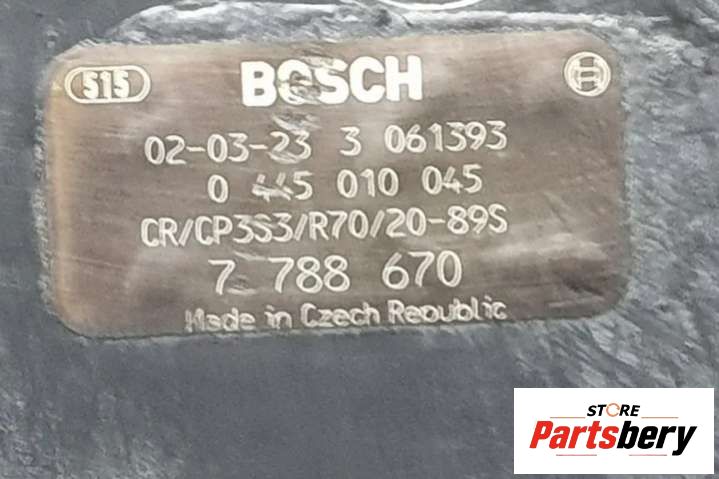 515 BOSCH
02-03-23 3 061393
0 445 010 045
CR/CP3S3/R70/20-89S
7 788 670
Made in Czech Republic
STORE
Partsbery